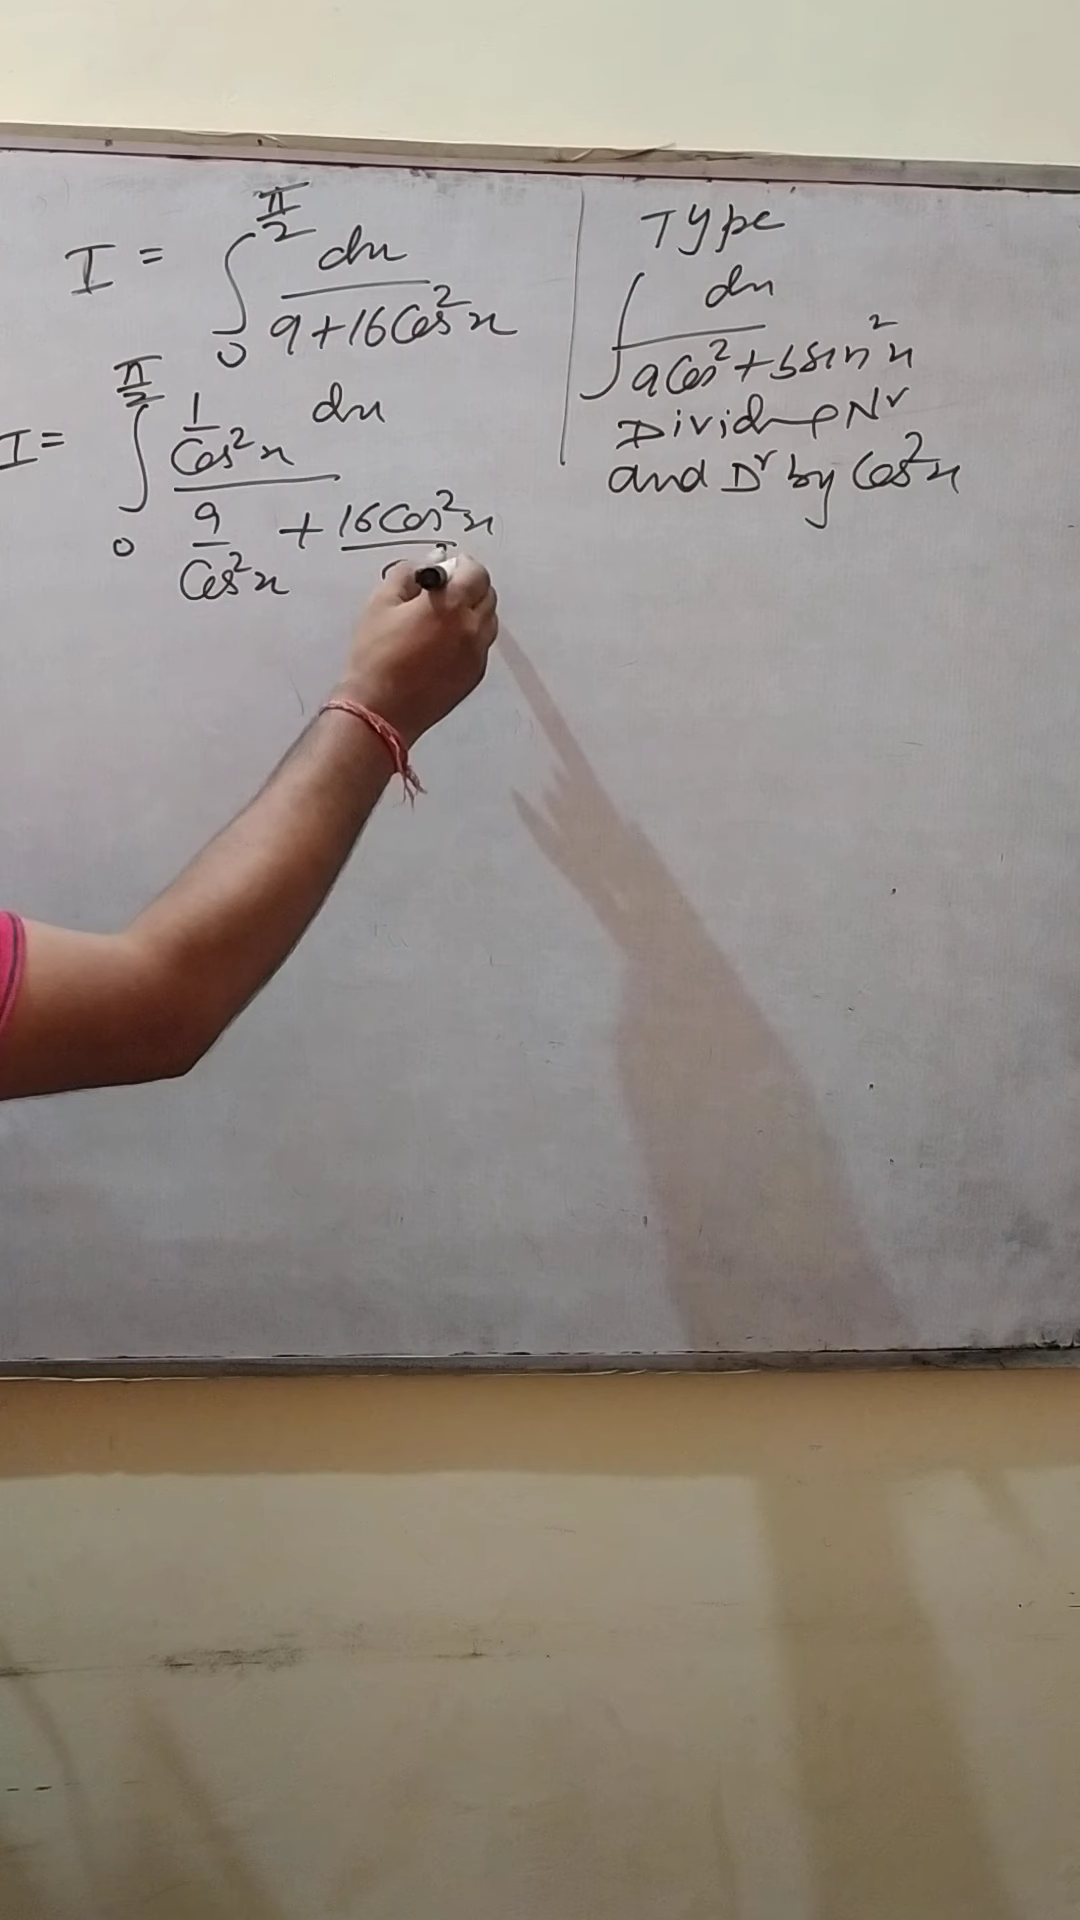 I = ∫₀^(π/2) dx / (9+16Cos²x)
I = ∫₀^(π/2) (1/Cos²x) dx / (9/Cos²x + 16Cos²x/
Type
∫ dx / (aCos²+bsin²x)
Divide Nʳ
and Dʳ by Cos²x